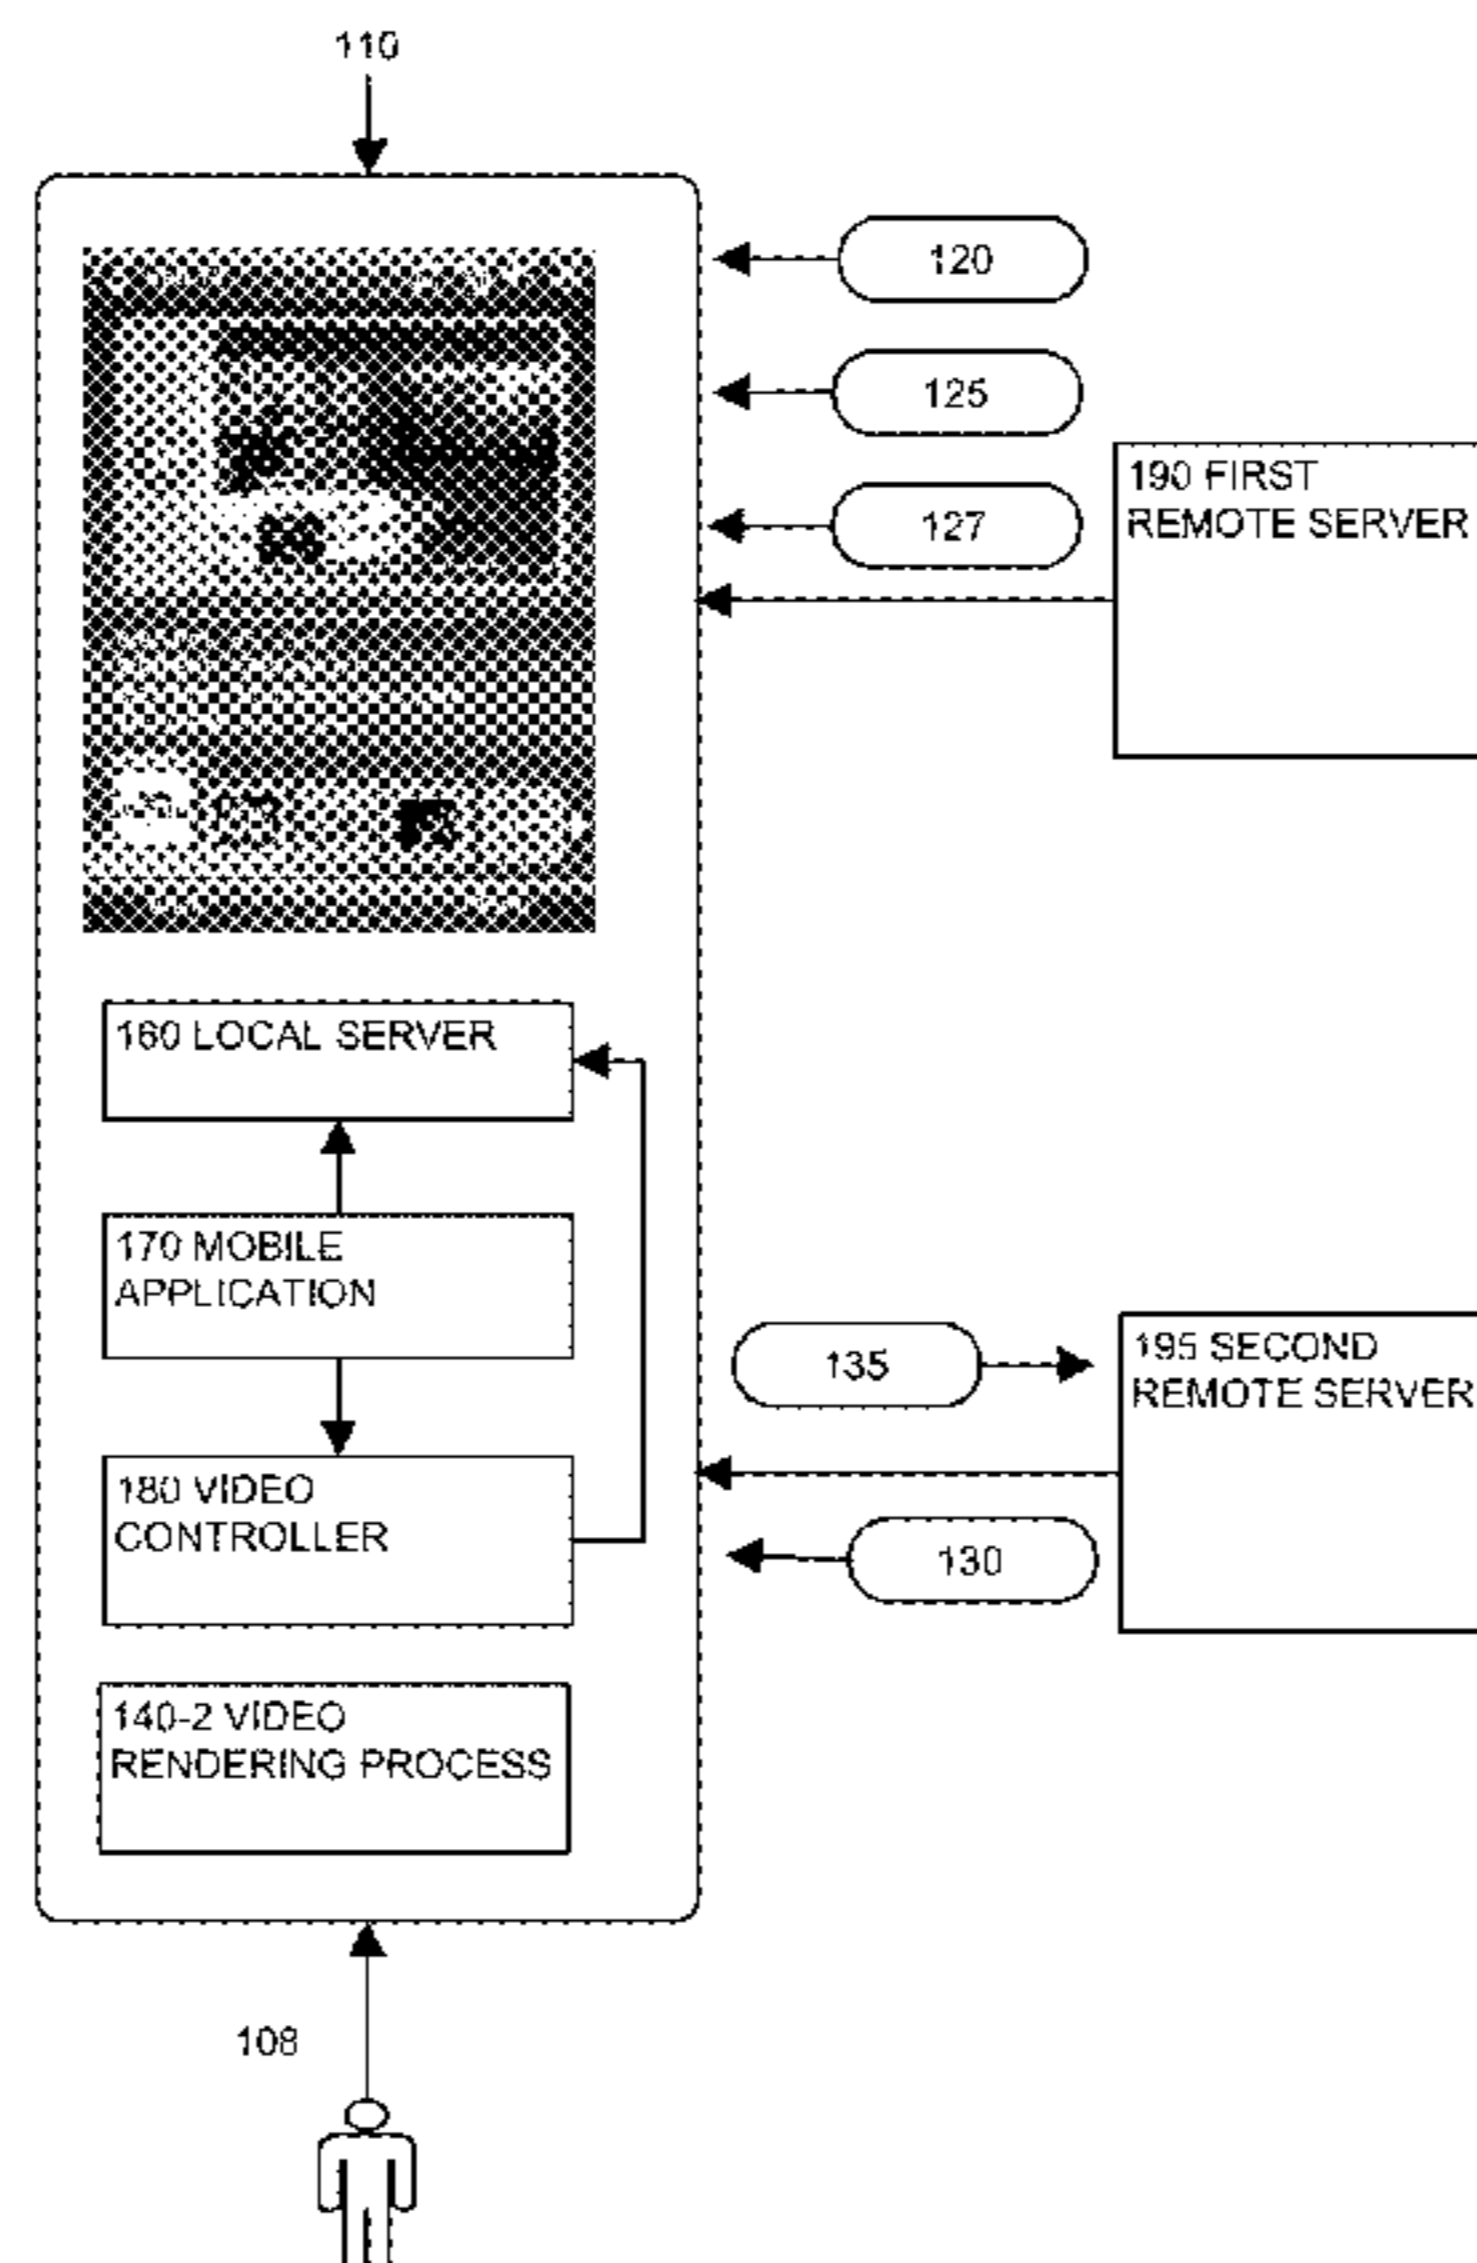 110
120
125
127
190 FIRST
REMOTE SERVER
160 LOCAL SERVER
170 MOBILE
APPLICATION
135
195 SECOND
REMOTE SERVER
180 VIDEO
CONTROLLER
130
140-2 VIDEO
RENDERING PROCESS
108